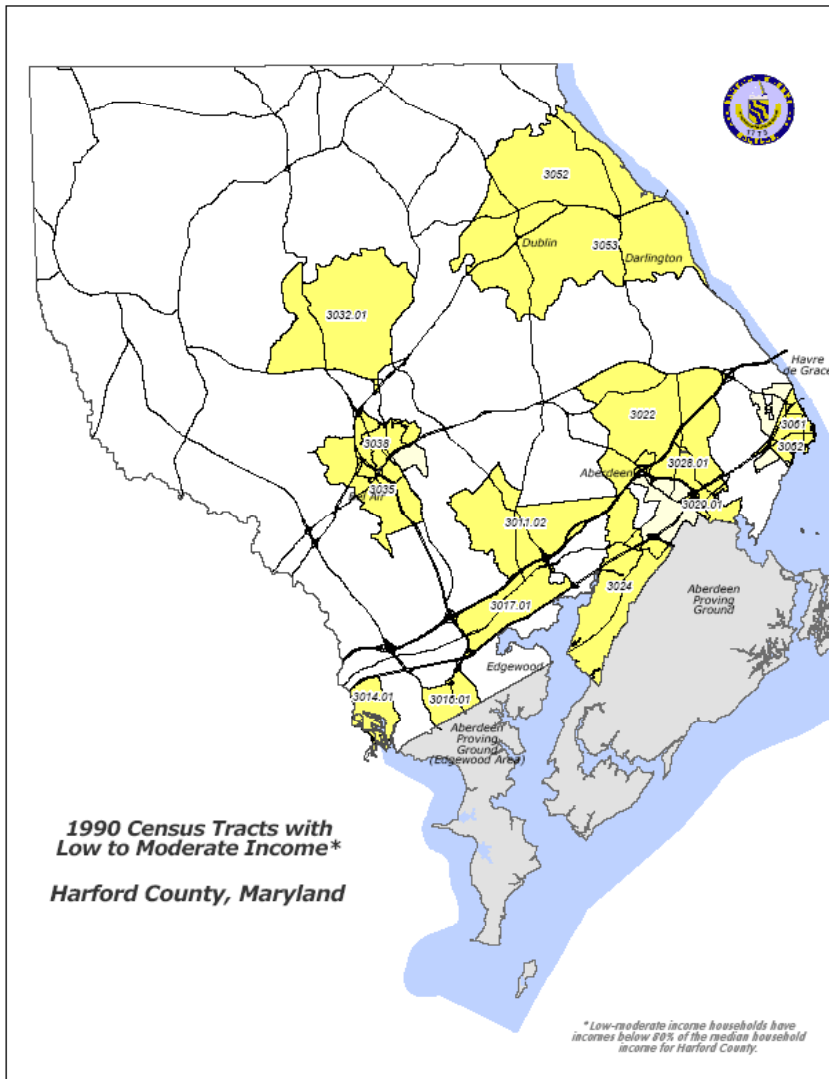 3052
Dublin
3053
Darlington
3032.01
Havre
de Grace
3022
3061
3038
3062
Aberdeen
3028.01
3035
Bel Air
3029.01
3011.02
3024
Aberdeen
Proving
Ground
3017.01
Edgewood
3014.01
3016.01
Aberdeen
Proving
Ground
(Edgewood Area)
1990 Census Tracts with
Low to Moderate Income*
Harford County, Maryland
* Low-moderate income households have
incomes below 80% of the median household
income for Harford County.